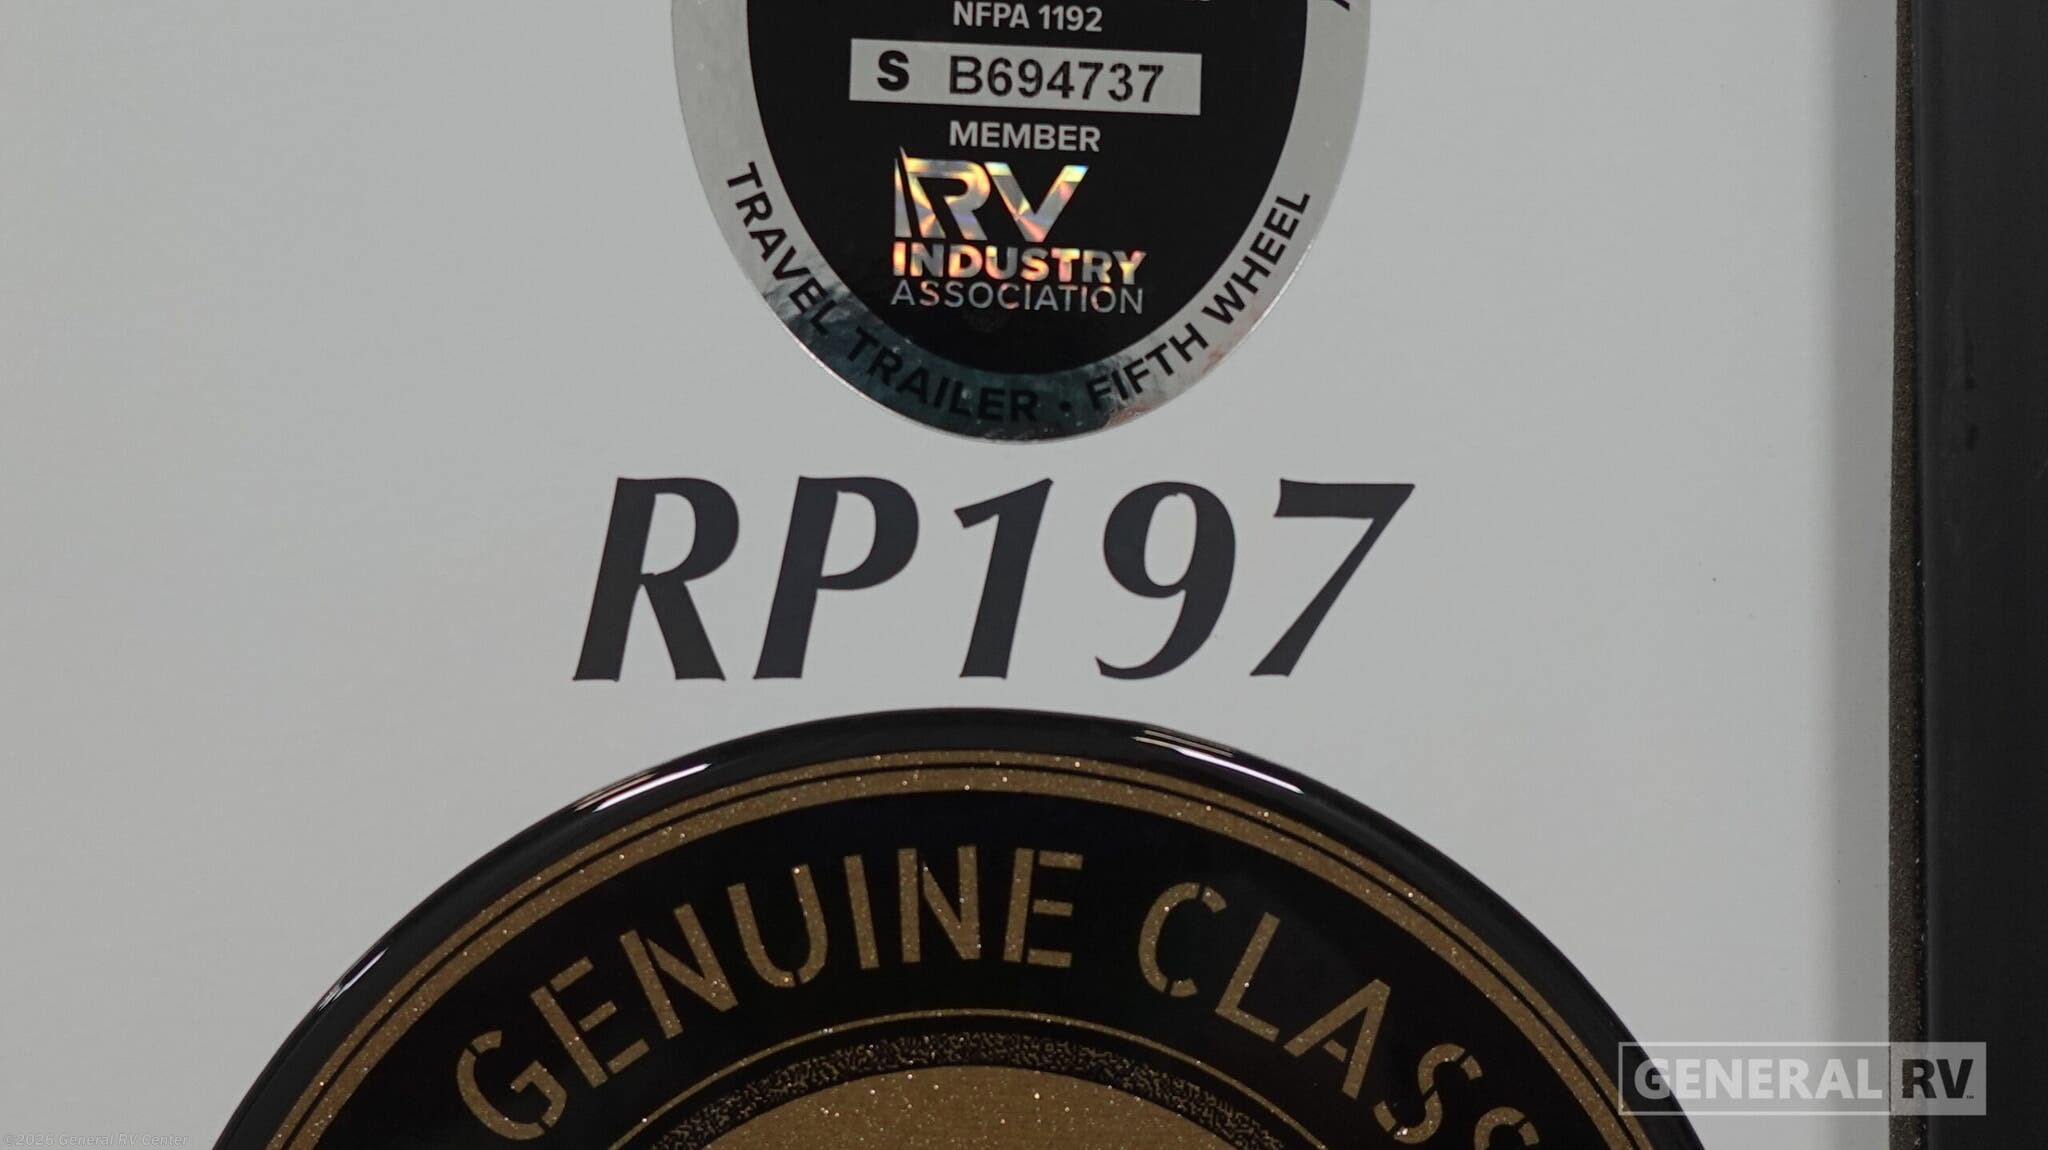 NFPA 1192
S B694737
MEMBER
RV
INDUSTRY
ASSOCIATION
TRAVEL TRAILER • FIFTH WHEEL
RP197
GENUINE CLASS
GENERAL RV
©2026 General RV Center